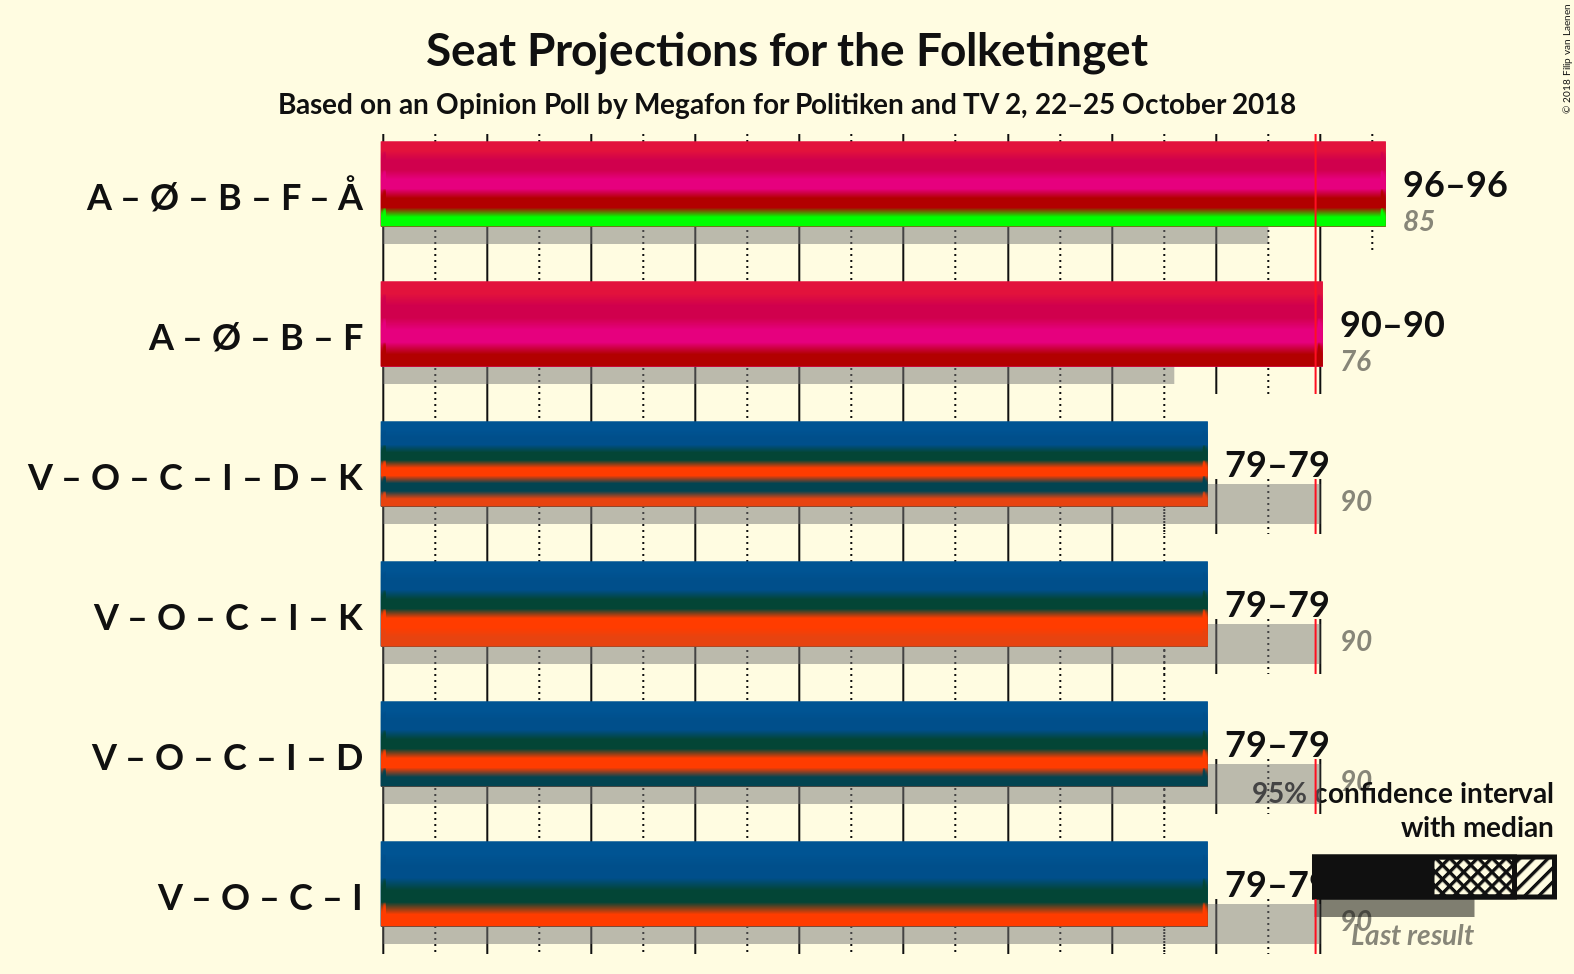 Seat Projections for the Folketinget
Based on an Opinion Poll by Megafon for Politiken and TV 2, 22–25 October 2018
© 2018 Filip van Laenen
A – Ø – B – F – Å
96–96
85
A – Ø – B – F
90–90
76
V – O – C – I – D – K
79–79
90
V – O – C – I – K
79–79
90
V – O – C – I – D
79–79
90
95% confidence interval
with median
V – O – C – I
79–79
90
Last result